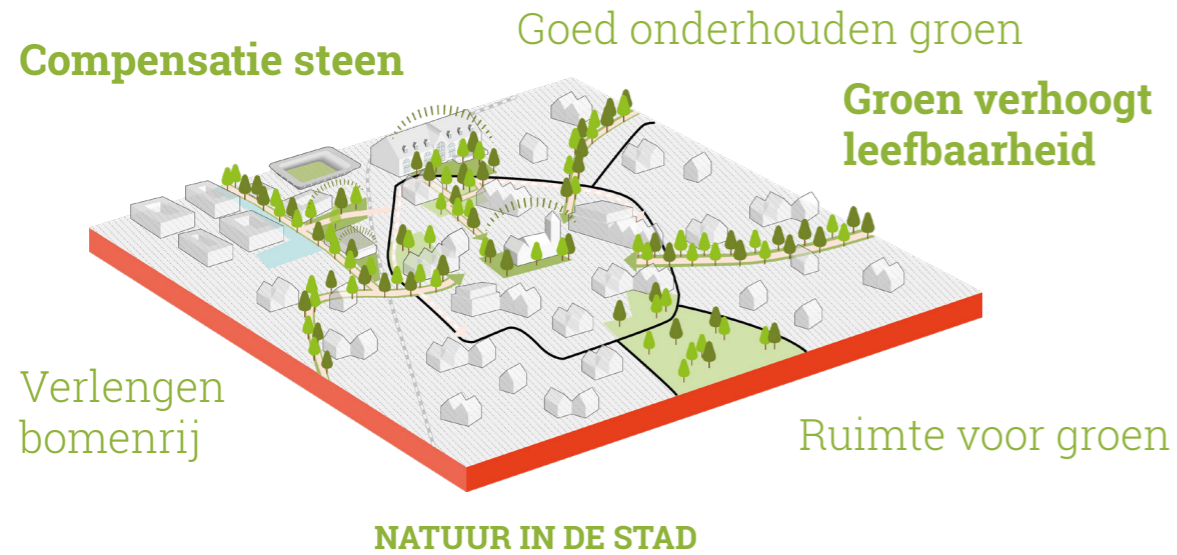 Goed onderhouden groen
Compensatie steen
Groen verhoogt
leefbaarheid
Verlengen
bomenrij
Ruimte voor groen
NATUUR IN DE STAD